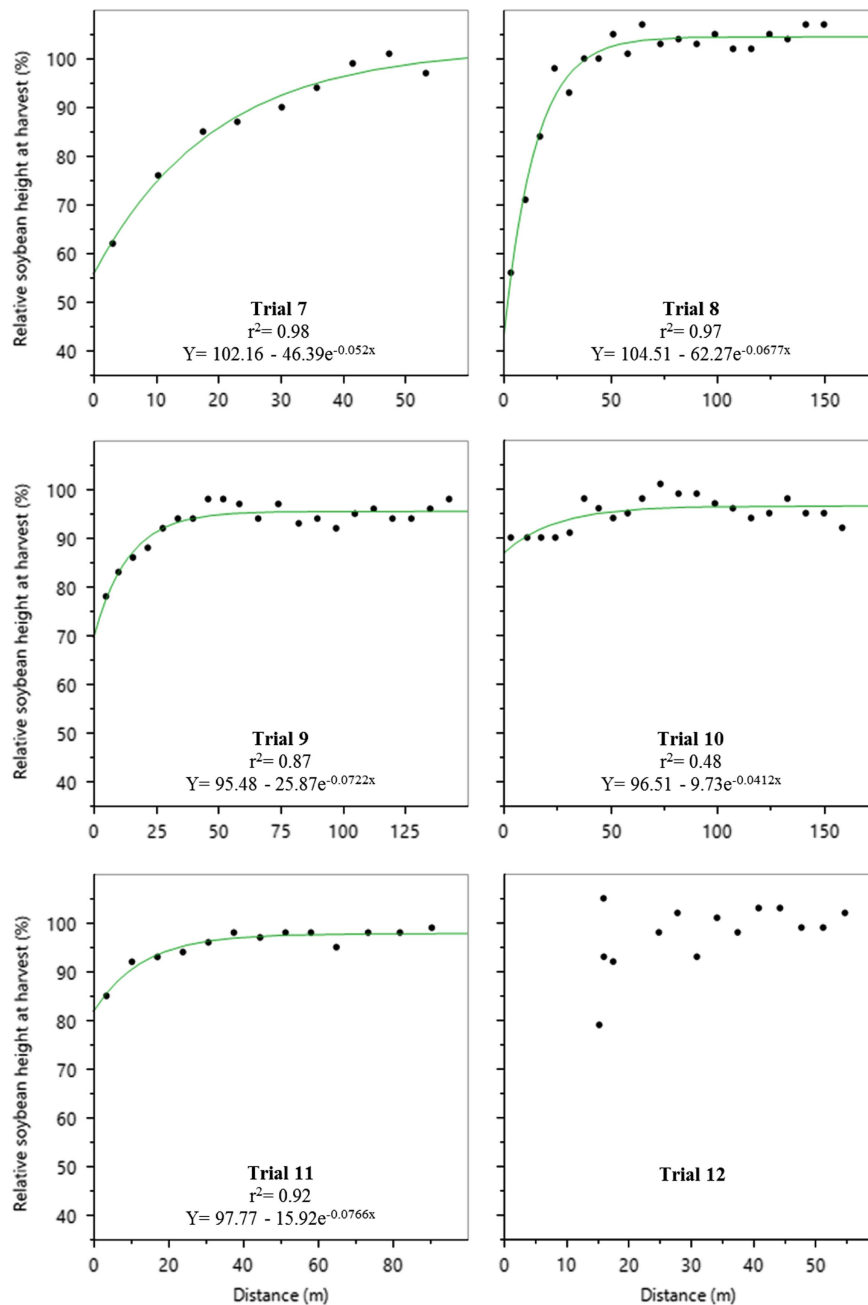 Relative soybean height at harvest (%)
100
90
80
70
60
50
40
Trial 7
r²= 0.98
Y= 102.16 - 46.39e^-0.052x
0 10 20 30 40 50
Trial 8
r²= 0.97
Y= 104.51 - 62.27e^-0.0677x
0 50 100 150
Relative soybean height at harvest (%)
100
90
80
70
60
50
40
Trial 9
r²= 0.87
Y= 95.48 - 25.87e^-0.0722x
0 25 50 75 100 125
Trial 10
r²= 0.48
Y= 96.51 - 9.73e^-0.0412x
0 50 100 150
Relative soybean height at harvest (%)
100
90
80
70
60
50
40
Trial 11
r²= 0.92
Y= 97.77 - 15.92e^-0.0766x
0 20 40 60 80
Distance (m)
Trial 12
0 10 20 30 40 50
Distance (m)